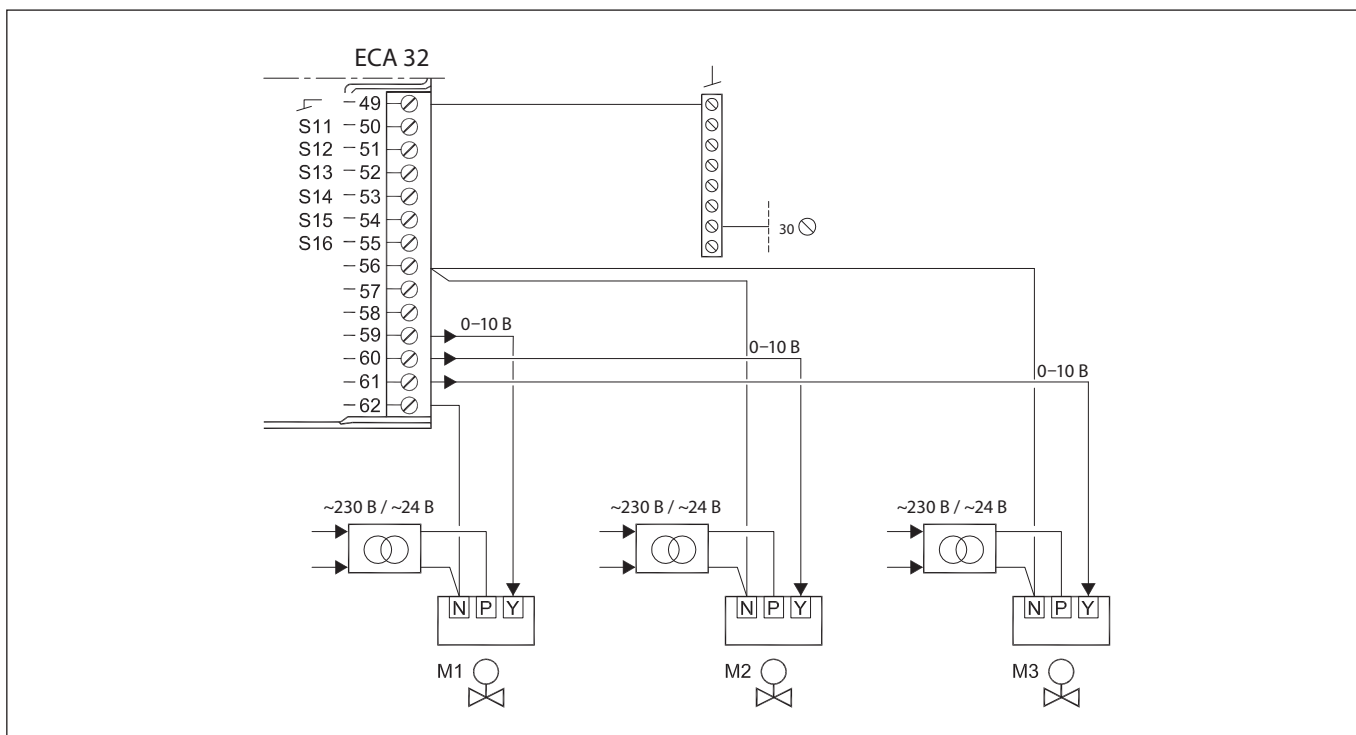 ECA 32
49
S11 50
S12 51
S13 52
S14 53
S15 54
S16 55
56
57
58
59
60
61
62
30
0–10 В
0–10 В
0–10 В
~230 В / ~24 В
~230 В / ~24 В
~230 В / ~24 В
N P Y
N P Y
N P Y
M1
M2
M3